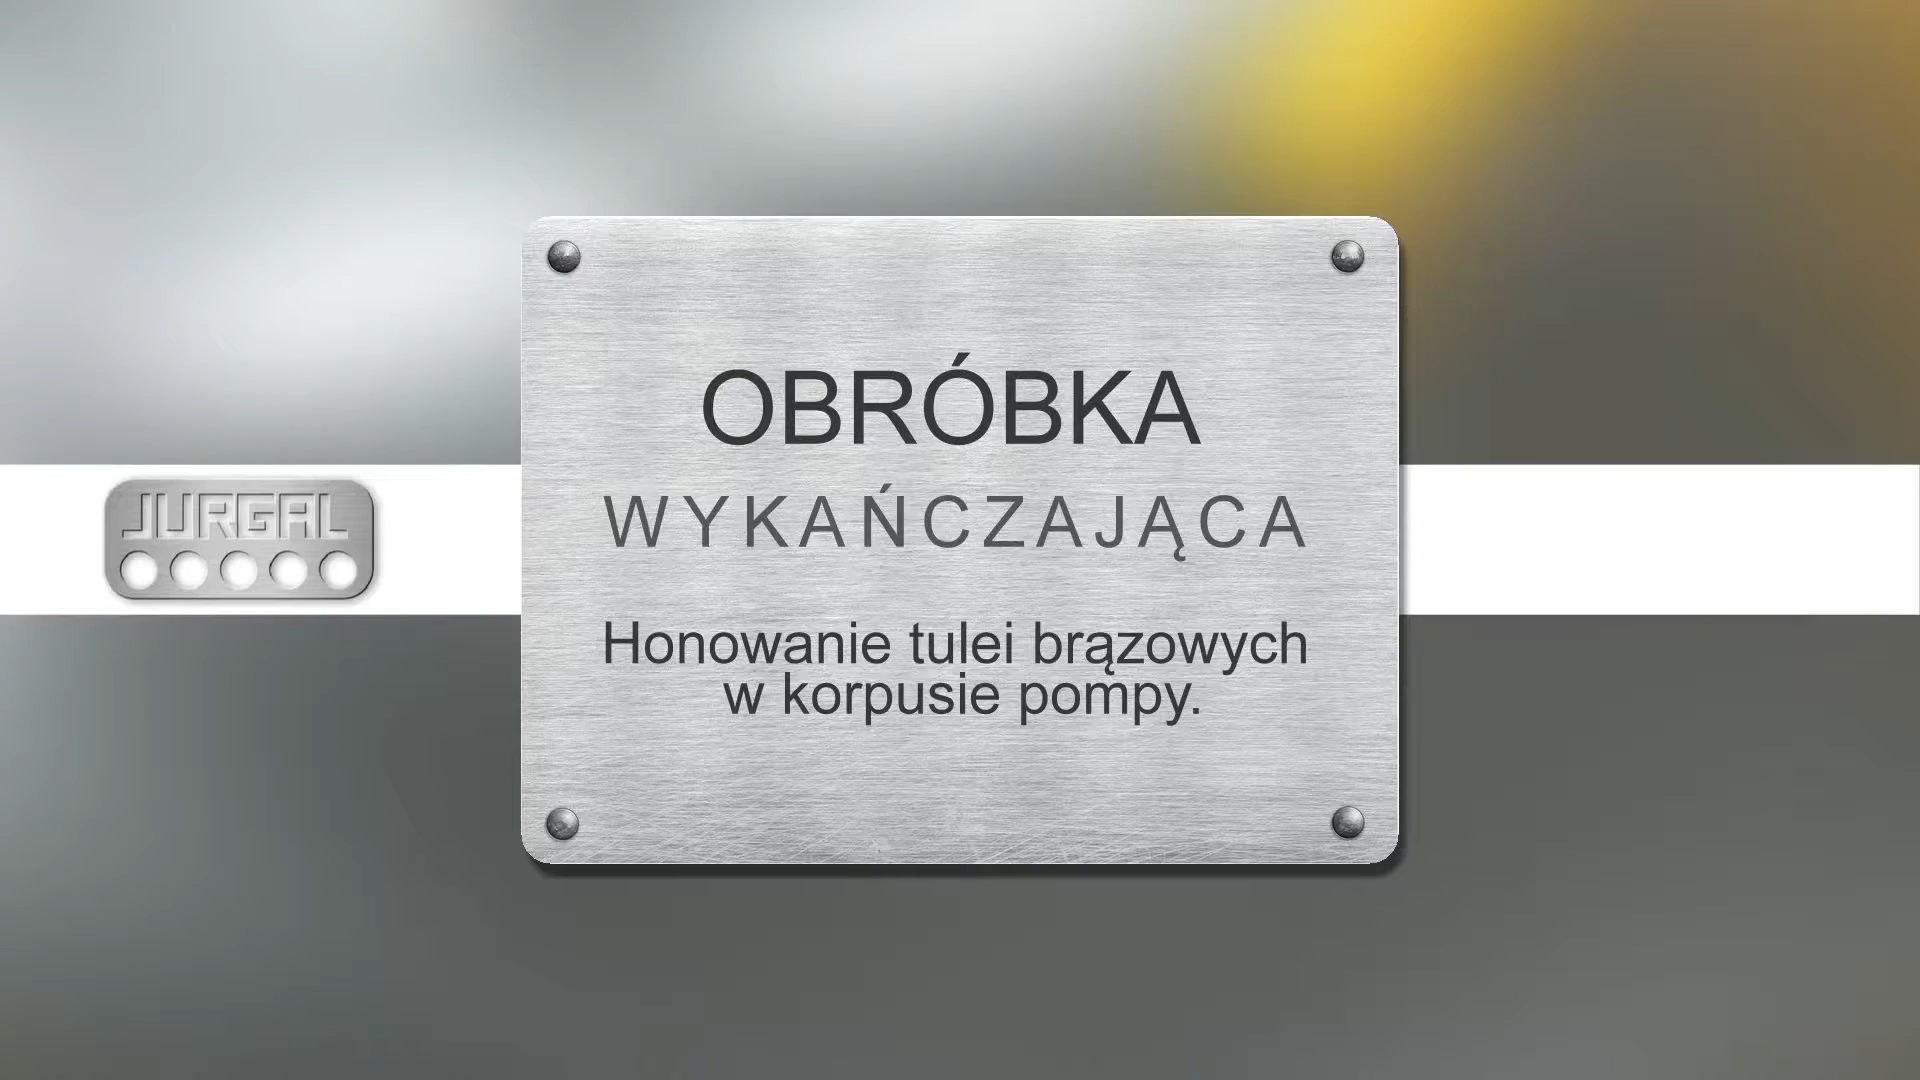 JURGAL
OBRÓBKA
WYKAŃCZAJĄCA
Honowanie tulei brązowych
w korpusie pompy.